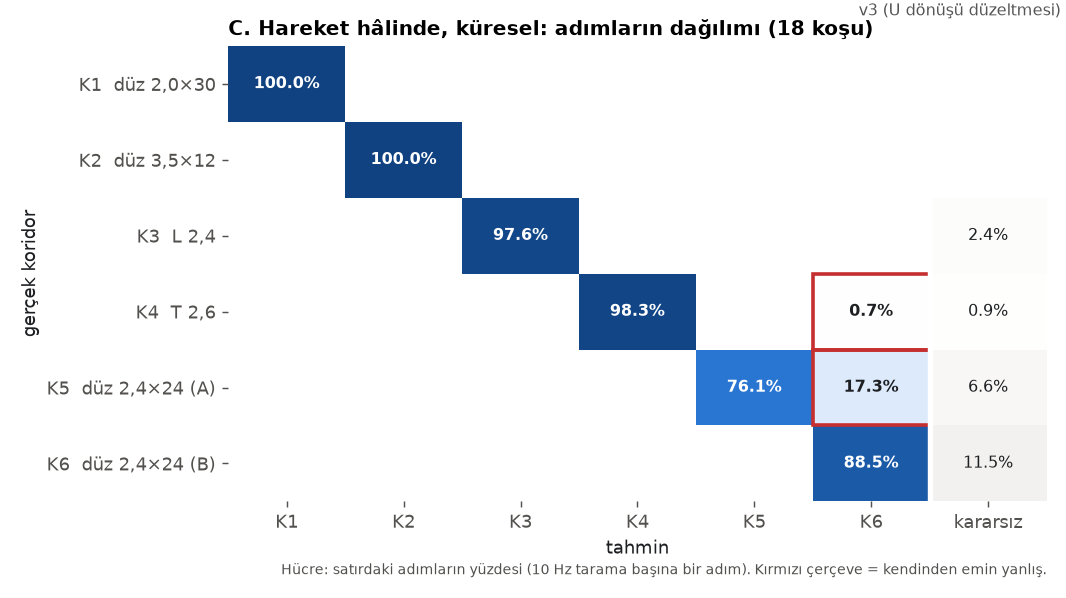 v3 (U dönüşü düzeltmesi)
C. Hareket hâlinde, küresel: adımların dağılımı (18 koşu)
gerçek koridor
K1 düz 2,0×30
100.0%
K2 düz 3,5×12
100.0%
K3 L 2,4
97.6%
2.4%
K4 T 2,6
98.3%
0.7%
0.9%
K5 düz 2,4×24 (A)
76.1%
17.3%
6.6%
K6 düz 2,4×24 (B)
88.5%
11.5%
K1 K2 K3 K4 K5 K6 kararsız
tahmin
Hücre: satırdaki adımların yüzdesi (10 Hz tarama başına bir adım). Kırmızı çerçeve = kendinden emin yanlış.